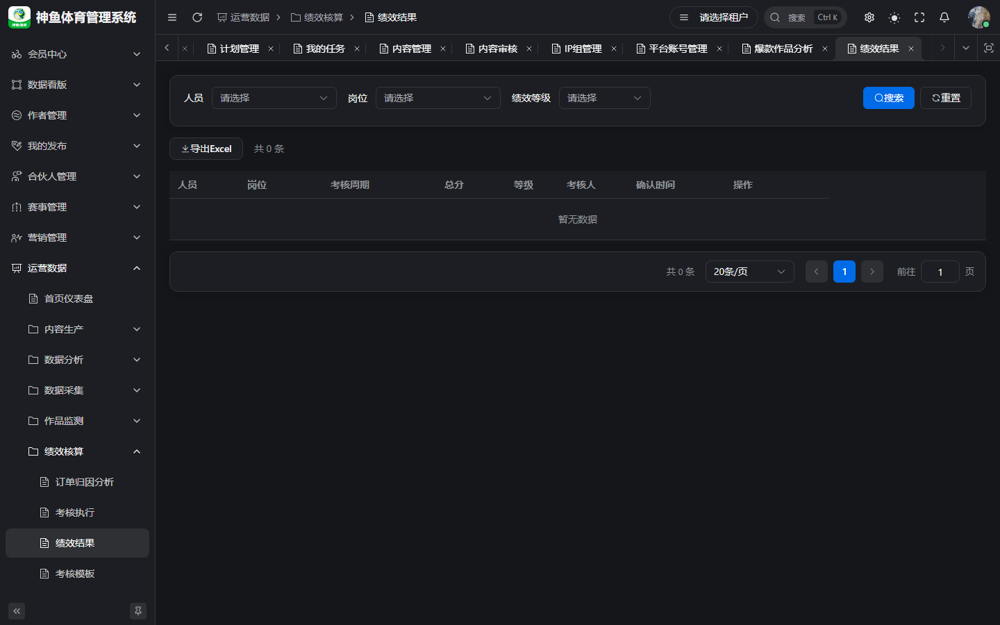 神鱼体育管理系统
会员中心
数据看版
作者管理
我的发布
合伙人管理
赛事管理
营销管理
运营数据
首页仪表盘
内容生产
数据分析
数据采集
作品监测
绩效核算
订单归因分析
考核执行
绩效结果
考核模板
运营数据 绩效核算 绩效结果
请选择租户 搜索 Ctrl K
计划管理 我的任务 内容管理 内容审核 IP组管理 平台账号管理 爆款作品分析 绩效结果
人员 请选择 岗位 请选择 绩效等级 请选择 搜索 重置
导出Excel 共 0 条
人员 岗位 考核周期 总分 等级 考核人 确认时间 操作
暂无数据
共 0 条 20条/页 1 前往 1 页